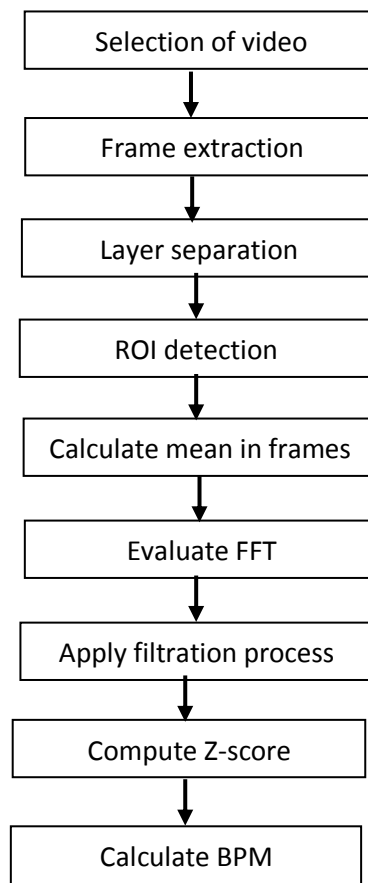 Selection of video
Frame extraction
Layer separation
ROI detection
Calculate mean in frames
Evaluate FFT
Apply filtration process
Compute Z-score
Calculate BPM